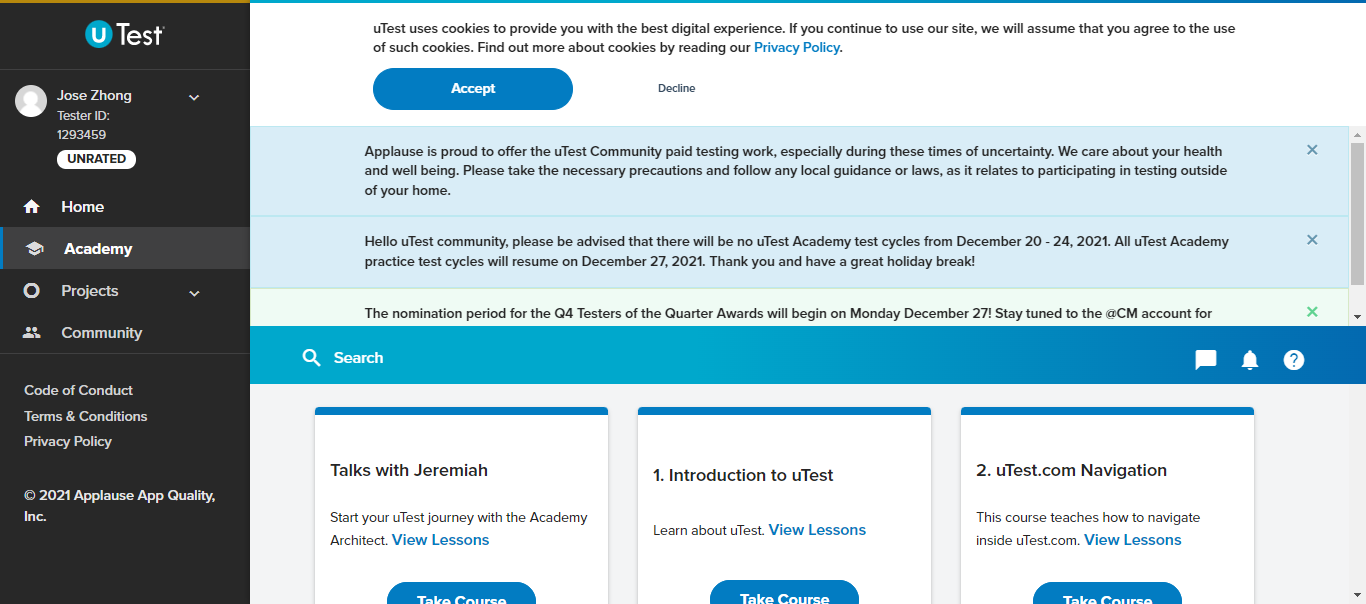 uTest
Jose Zhong
Tester ID:
1293459
UNRATED
Home
Academy
Projects
Community
Code of Conduct
Terms & Conditions
Privacy Policy
© 2021 Applause App Quality,
Inc.
uTest uses cookies to provide you with the best digital experience. If you continue to use our site, we will assume that you agree to the use
of such cookies. Find out more about cookies by reading our Privacy Policy.
Accept
Decline
Applause is proud to offer the uTest Community paid testing work, especially during these times of uncertainty. We care about your health
and well being. Please take the necessary precautions and follow any local guidance or laws, as it relates to participating in testing outside
of your home.
Hello uTest community, please be advised that there will be no uTest Academy test cycles from December 20 - 24, 2021. All uTest Academy
practice test cycles will resume on December 27, 2021. Thank you and have a great holiday break!
The nomination period for the Q4 Testers of the Quarter Awards will begin on Monday December 27! Stay tuned to the @CM account for
Search
Talks with Jeremiah
Start your uTest journey with the Academy
Architect. View Lessons
Take Course
1. Introduction to uTest
Learn about uTest. View Lessons
Take Course
2. uTest.com Navigation
This course teaches how to navigate
inside uTest.com. View Lessons
Take Course